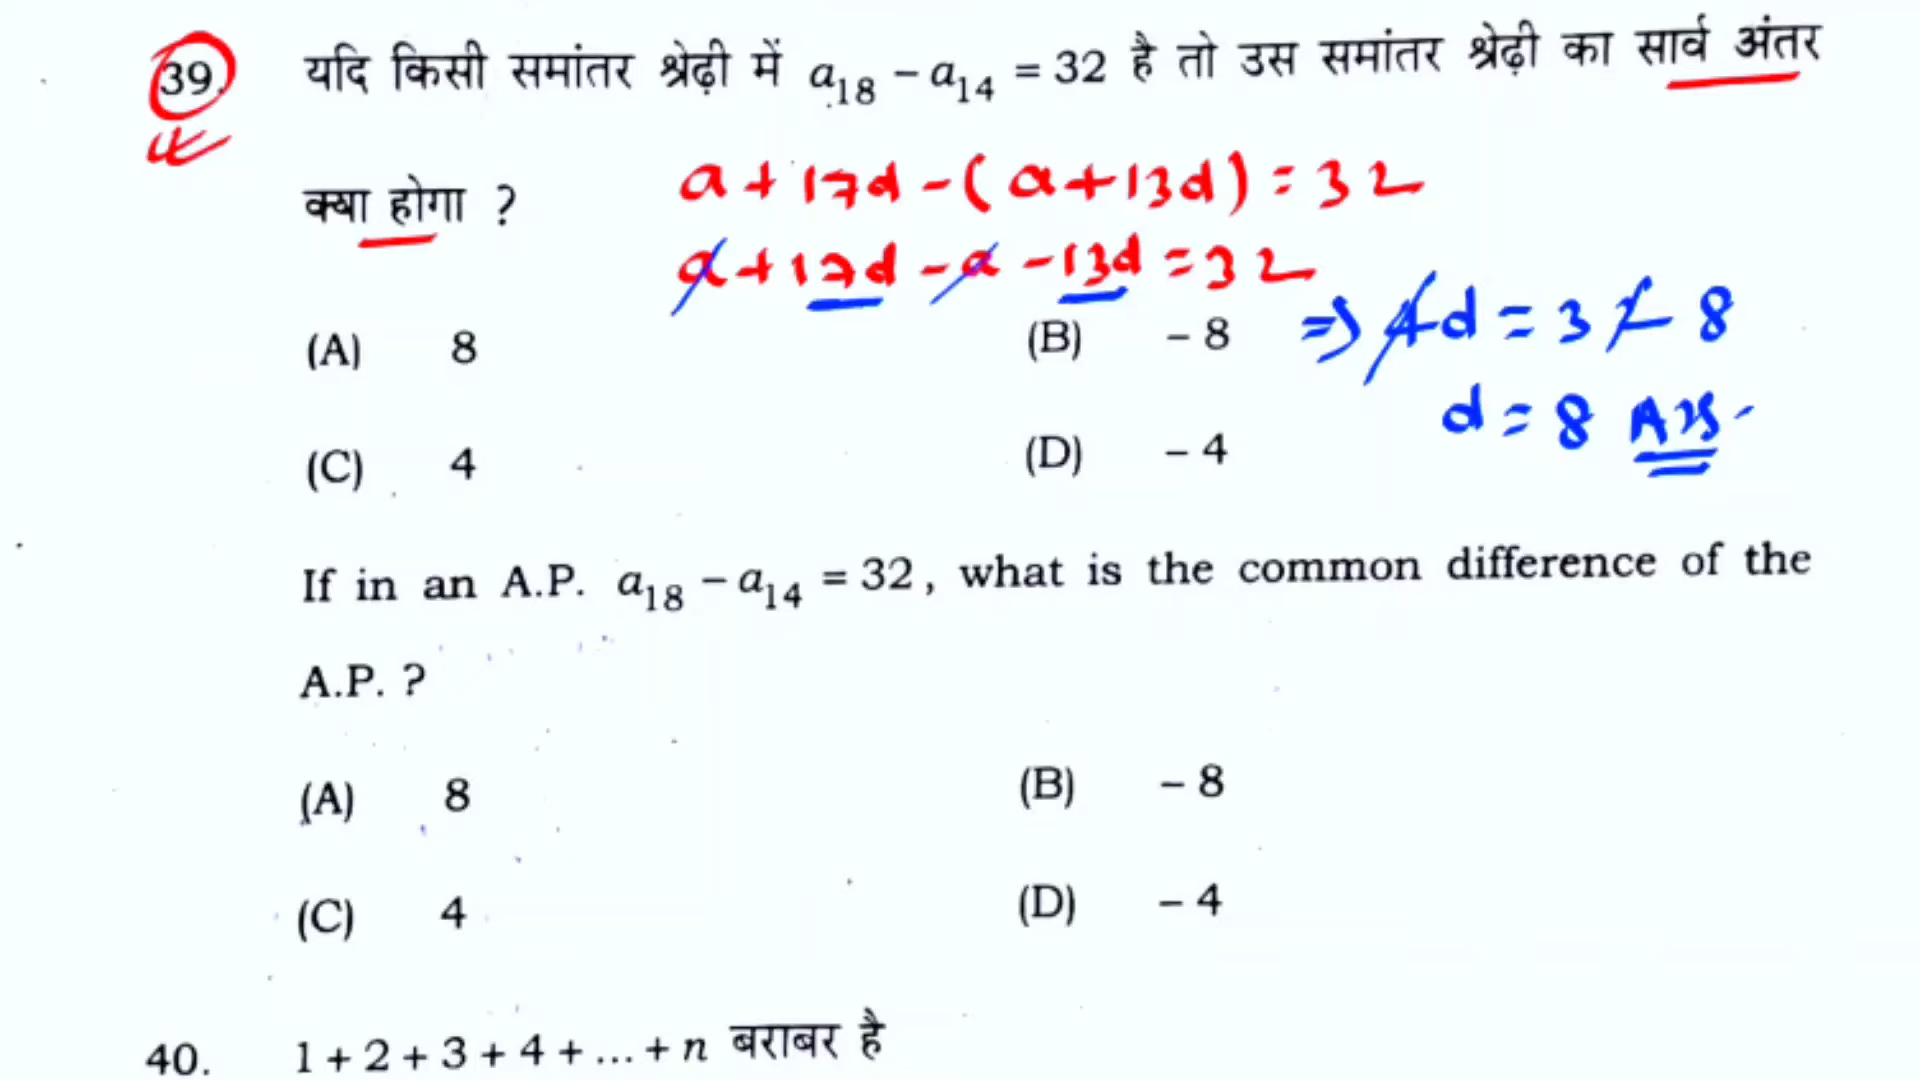 39. यदि किसी समांतर श्रेढ़ी में a₁₈ − a₁₄ = 32 है तो उस समांतर श्रेढ़ी का सार्व अंतर
क्या होगा ?
a + 17d − (a + 13d) = 32
a + 17d − a − 13d = 32
⇒ 4d = 32 8
d = 8 Ans.
(A) 8 (B) − 8
(C) 4 (D) − 4
If in an A.P. a₁₈ − a₁₄ = 32, what is the common difference of the
A.P. ?
(A) 8 (B) − 8
(C) 4 (D) − 4
40. 1 + 2 + 3 + 4 + ... + n बराबर है